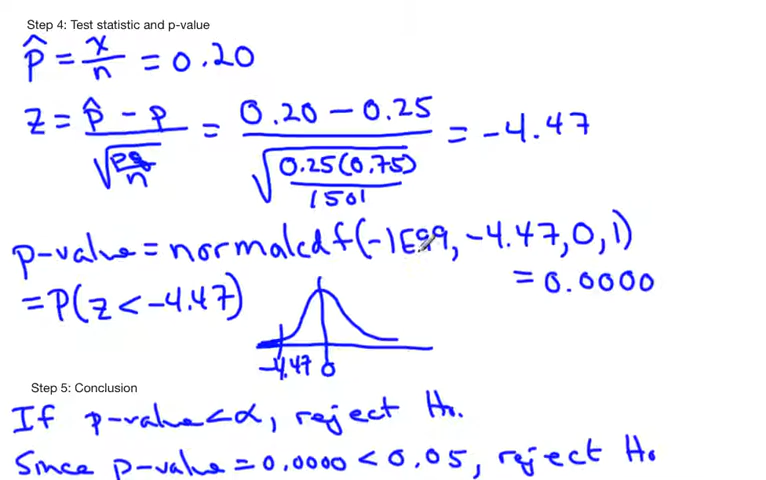 Step 4: Test statistic and p-value
p̂ = x/n = 0.20
z = (p̂ - p)/√(pq/n) = (0.20 - 0.25)/√(0.25(0.75)/1501) = -4.47
p-value = normalcdf(-1E99, -4.47, 0, 1)
= 0.0000
= P(z < -4.47)
-4.47 0
Step 5: Conclusion
If p-value < α, reject H₀.
Since p-value = 0.0000 < 0.05, reject H₀